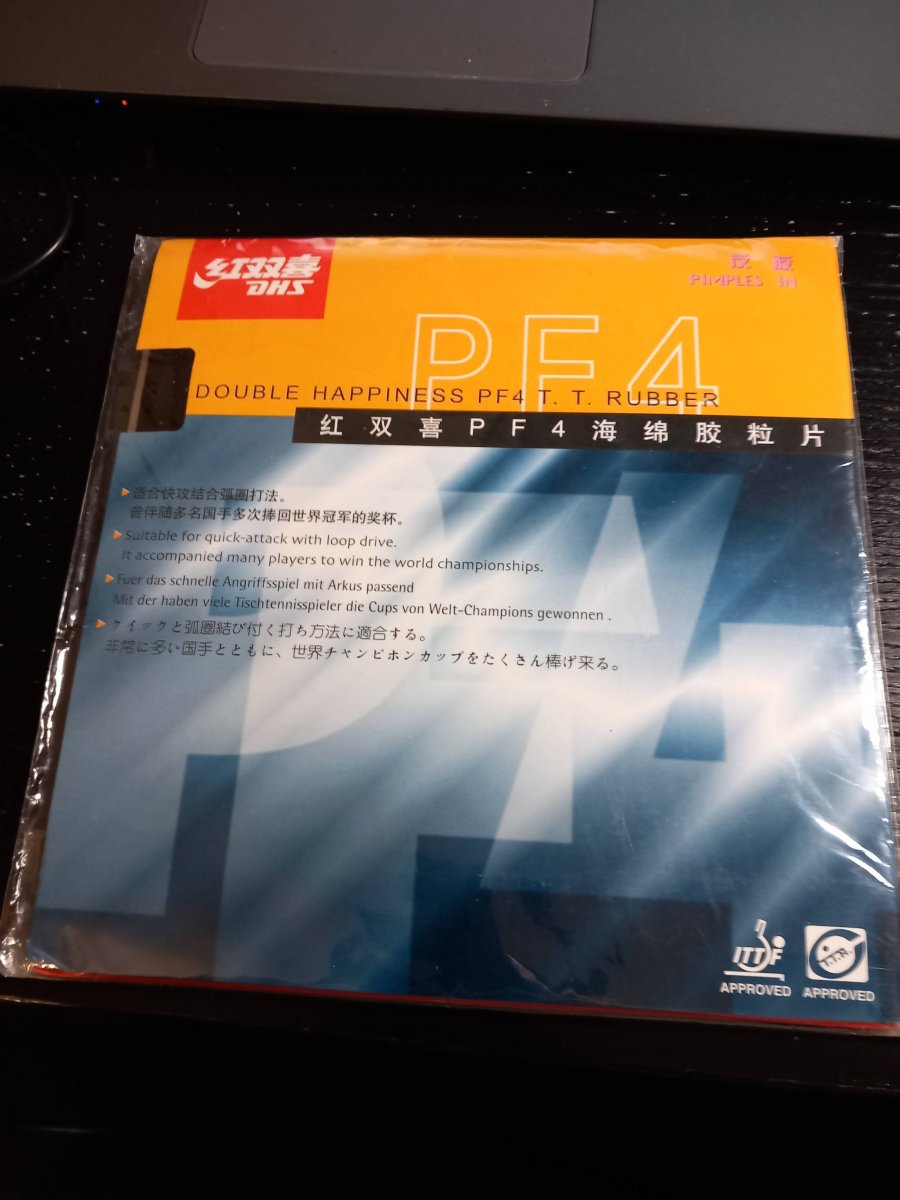 红双喜
DHS
反胶
PIMPLES IN
PF4
DOUBLE HAPPINESS PF4 T. T. RUBBER
红双喜PF4海绵胶粒片
适合快攻结合弧圈打法。
曾伴随多名国手多次捧回世界冠军的奖杯。
Suitable for quick-attack with loop drive.
It accompanied many players to win the world championships.
Fuer das schnelle Angriffsspiel mit Arkus passend
Mit der haben viele Tischtennisspieler die Cups von Welt-Champions gewonnen .
ケイックと弧圈結び付く打ち方法に適合する。
非常に多い国手とともに、世界チャンピホンカップをたくさん棒げ来る。
PF4
ITTF
APPROVED
T.T.R.
APPROVED